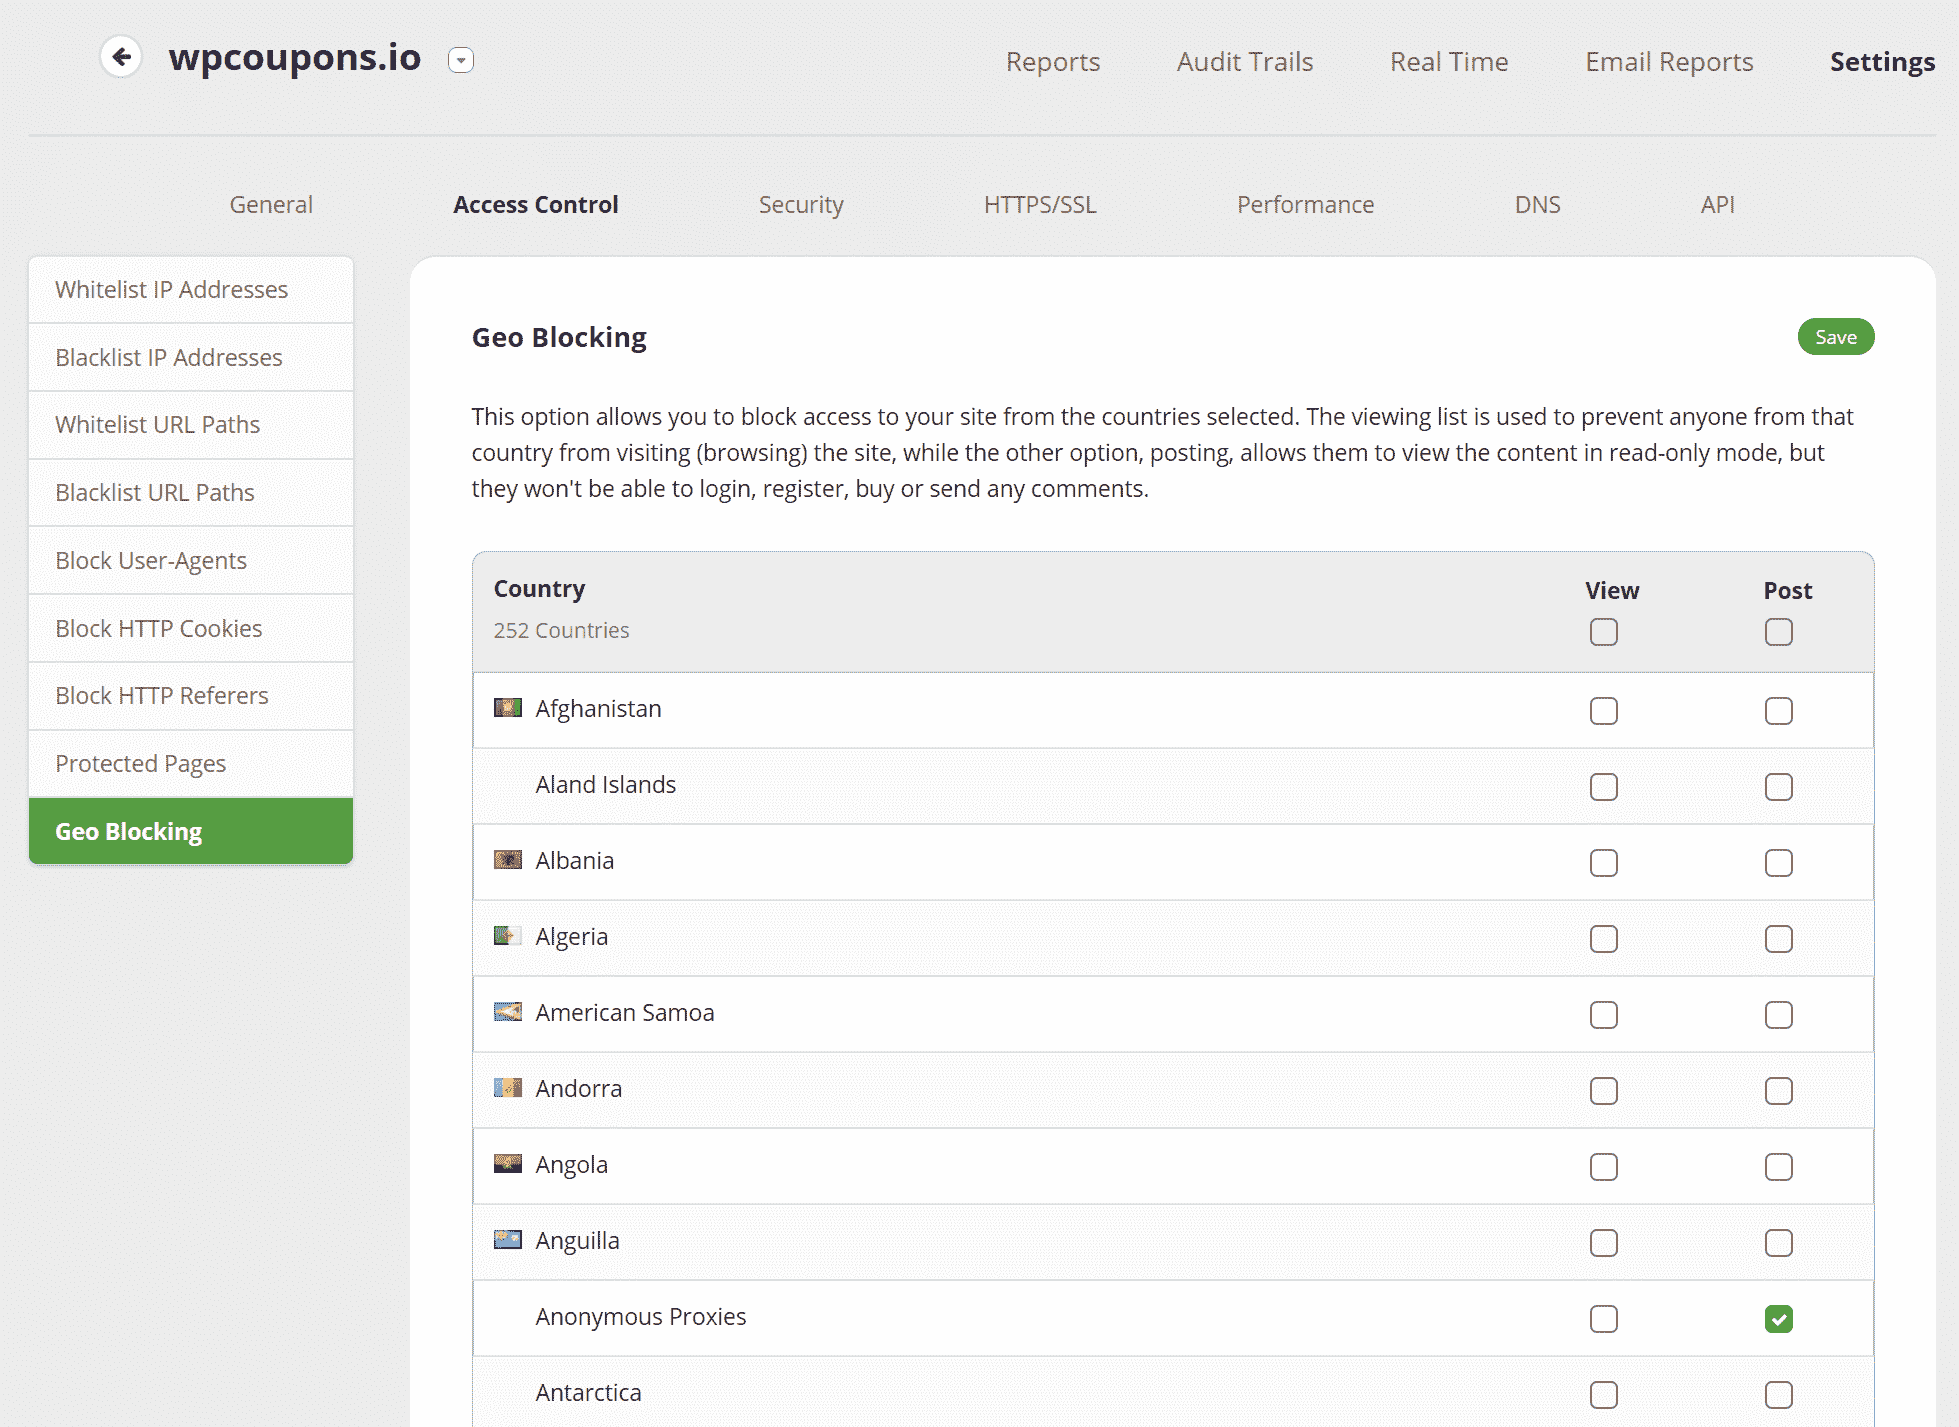 wpcoupons.io
Reports Audit Trails Real Time Email Reports Settings
General Access Control Security HTTPS/SSL Performance DNS API
Whitelist IP Addresses
Blacklist IP Addresses
Whitelist URL Paths
Blacklist URL Paths
Block User-Agents
Block HTTP Cookies
Block HTTP Referers
Protected Pages
Geo Blocking
Geo Blocking
Save
This option allows you to block access to your site from the countries selected. The viewing list is used to prevent anyone from that
country from visiting (browsing) the site, while the other option, posting, allows them to view the content in read-only mode, but
they won't be able to login, register, buy or send any comments.
Country View Post
252 Countries
Afghanistan
Aland Islands
Albania
Algeria
American Samoa
Andorra
Angola
Anguilla
Anonymous Proxies
Antarctica